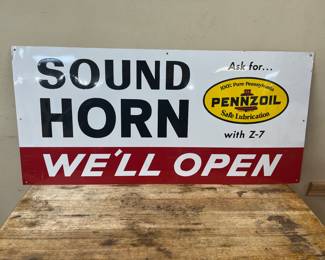 SOUND
HORN
Ask for...
100% Pure Pennsylvania
PENNZOIL
Safe Lubrication
with Z-7
WE'LL OPEN